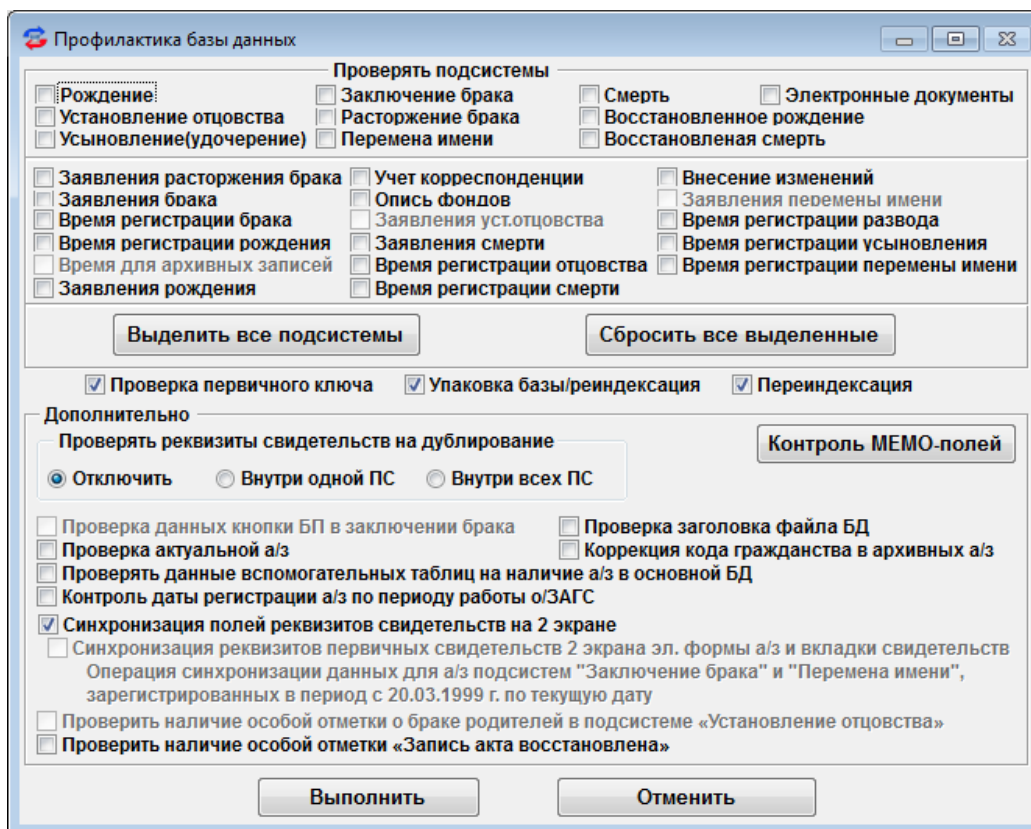 Профилактика базы данных
Проверять подсистемы
Рождение Заключение брака Смерть Электронные документы
Установление отцовства Расторжение брака Восстановленное рождение
Усыновление(удочерение) Перемена имени Восстановленая смерть
Заявления расторжения брака Учет корреспонденции Внесение изменений
Заявления брака Опись фондов Заявления перемены имени
Время регистрации брака Заявления уст.отцовства Время регистрации развода
Время регистрации рождения Заявления смерти Время регистрации усыновления
Время для архивных записей Время регистрации отцовства Время регистрации перемены имени
Заявления рождения Время регистрации смерти
Выделить все подсистемы Сбросить все выделенные
Проверка первичного ключа Упаковка базы/реиндексация Переиндексация
Дополнительно
Проверять реквизиты свидетельств на дублирование
Контроль МЕМО-полей
Отключить Внутри одной ПС Внутри всех ПС
Проверка данных кнопки БП в заключении брака Проверка заголовка файла БД
Проверка актуальной а/з Коррекция кода гражданства в архивных а/з
Проверять данные вспомогательных таблиц на наличие а/з в основной БД
Контроль даты регистрации а/з по периоду работы о/ЗАГС
Синхронизация полей реквизитов свидетельств на 2 экране
Синхронизация реквизитов первичных свидетельств 2 экрана эл. формы а/з и вкладки свидетельств
Операция синхронизации данных для а/з подсистем "Заключение брака" и "Перемена имени",
зарегистрированных в период с 20.03.1999 г. по текущую дату
Проверить наличие особой отметки о браке родителей в подсистеме «Установление отцовства»
Проверить наличие особой отметки «Запись акта восстановлена»
Выполнить Отменить